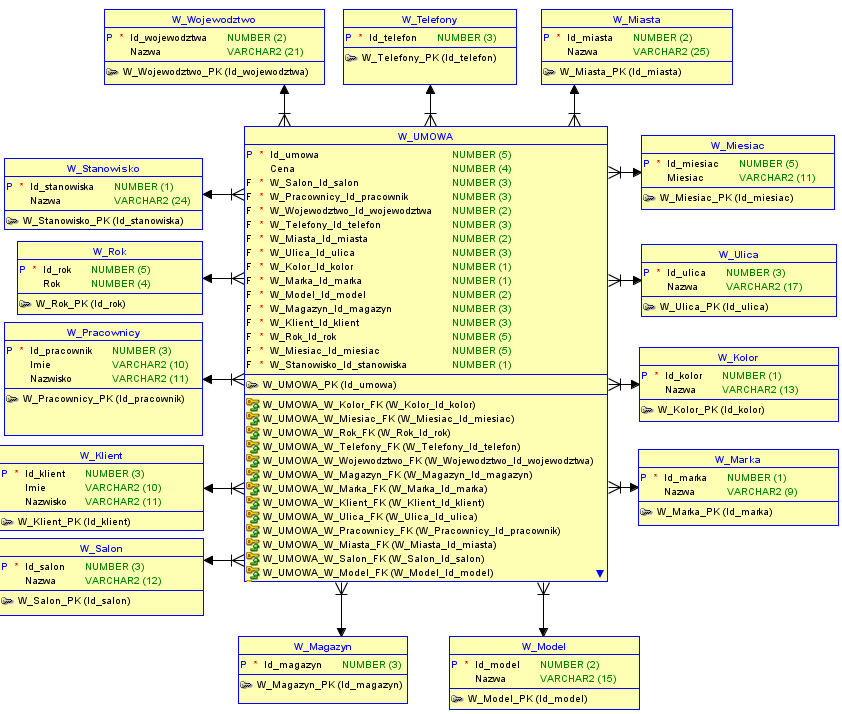 W_Wojewodztwo
P * Id_wojewodztwa NUMBER (2)
Nazwa VARCHAR2 (21)
W_Wojewodztwo_PK (Id_wojewodztwa)
W_Telefony
P * Id_telefon NUMBER (3)
W_Telefony_PK (Id_telefon)
W_Miasta
P * Id_miasta NUMBER (2)
Nazwa VARCHAR2 (25)
W_Miasta_PK (Id_miasta)
W_Stanowisko
P * Id_stanowiska NUMBER (1)
Nazwa VARCHAR2 (24)
W_Stanowisko_PK (Id_stanowiska)
W_Rok
P * Id_rok NUMBER (5)
Rok NUMBER (4)
W_Rok_PK (Id_rok)
W_Pracownicy
P * Id_pracownik NUMBER (3)
Imie VARCHAR2 (10)
Nazwisko VARCHAR2 (11)
W_Pracownicy_PK (Id_pracownik)
W_Klient
P * Id_klient NUMBER (3)
Imie VARCHAR2 (10)
Nazwisko VARCHAR2 (11)
W_Klient_PK (Id_klient)
W_Salon
P * Id_salon NUMBER (3)
Nazwa VARCHAR2 (12)
W_Salon_PK (Id_salon)
W_UMOWA
P * Id_umowa NUMBER (5)
Cena NUMBER (4)
F * W_Salon_Id_salon NUMBER (3)
F * W_Pracownicy_Id_pracownik NUMBER (3)
F * W_Wojewodztwo_Id_wojewodztwa NUMBER (2)
F * W_Telefony_Id_telefon NUMBER (3)
F * W_Miasta_Id_miasta NUMBER (2)
F * W_Ulica_Id_ulica NUMBER (3)
F * W_Kolor_Id_kolor NUMBER (1)
F * W_Marka_Id_marka NUMBER (1)
F * W_Model_Id_model NUMBER (2)
F * W_Magazyn_Id_magazyn NUMBER (3)
F * W_Klient_Id_klient NUMBER (3)
F * W_Rok_Id_rok NUMBER (5)
F * W_Miesiac_Id_miesiac NUMBER (5)
F * W_Stanowisko_Id_stanowiska NUMBER (1)
W_UMOWA_PK (Id_umowa)
W_UMOWA_W_Kolor_FK (W_Kolor_Id_kolor)
W_UMOWA_W_Miesiac_FK (W_Miesiac_Id_miesiac)
W_UMOWA_W_Rok_FK (W_Rok_Id_rok)
W_UMOWA_W_Telefony_FK (W_Telefony_Id_telefon)
W_UMOWA_W_Wojewodztwo_FK (W_Wojewodztwo_Id_wojewodztwa)
W_UMOWA_W_Magazyn_FK (W_Magazyn_Id_magazyn)
W_UMOWA_W_Marka_FK (W_Marka_Id_marka)
W_UMOWA_W_Klient_FK (W_Klient_Id_klient)
W_UMOWA_W_Ulica_FK (W_Ulica_Id_ulica)
W_UMOWA_W_Pracownicy_FK (W_Pracownicy_Id_pracownik)
W_UMOWA_W_Miasta_FK (W_Miasta_Id_miasta)
W_UMOWA_W_Salon_FK (W_Salon_Id_salon)
W_UMOWA_W_Model_FK (W_Model_Id_model)
W_Miesiac
P * Id_miesiac NUMBER (5)
Miesiac VARCHAR2 (11)
W_Miesiac_PK (Id_miesiac)
W_Ulica
P * Id_ulica NUMBER (3)
Nazwa VARCHAR2 (17)
W_Ulica_PK (Id_ulica)
W_Kolor
P * Id_kolor NUMBER (1)
Nazwa VARCHAR2 (13)
W_Kolor_PK (Id_kolor)
W_Marka
P * Id_marka NUMBER (1)
Nazwa VARCHAR2 (9)
W_Marka_PK (Id_marka)
W_Magazyn
P * Id_magazyn NUMBER (3)
W_Magazyn_PK (Id_magazyn)
W_Model
P * Id_model NUMBER (2)
Nazwa VARCHAR2 (15)
W_Model_PK (Id_model)